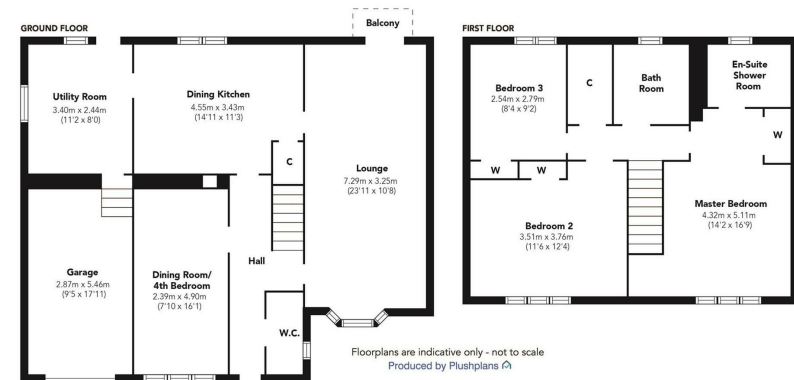 GROUND FLOOR
Balcony
Utility Room
3.40m x 2.44m
(11'2 x 8'0)
Dining Kitchen
4.55m x 3.43m
(14'11 x 11'3)
C
Lounge
7.29m x 3.25m
(23'11 x 10'8)
Garage
2.87m x 5.46m
(9'5 x 17'11)
Dining Room/
4th Bedroom
2.39m x 4.90m
(7'10 x 16'1)
Hall
W.C.
FIRST FLOOR
Bedroom 3
2.54m x 2.79m
(8'4 x 9'2)
C
Bath
Room
En-Suite
Shower
Room
W
W
W
Bedroom 2
3.51m x 3.76m
(11'6 x 12'4)
Master Bedroom
4.32m x 5.11m
(14'2 x 16'9)
Floorplans are indicative only - not to scale
Produced by Plushplans